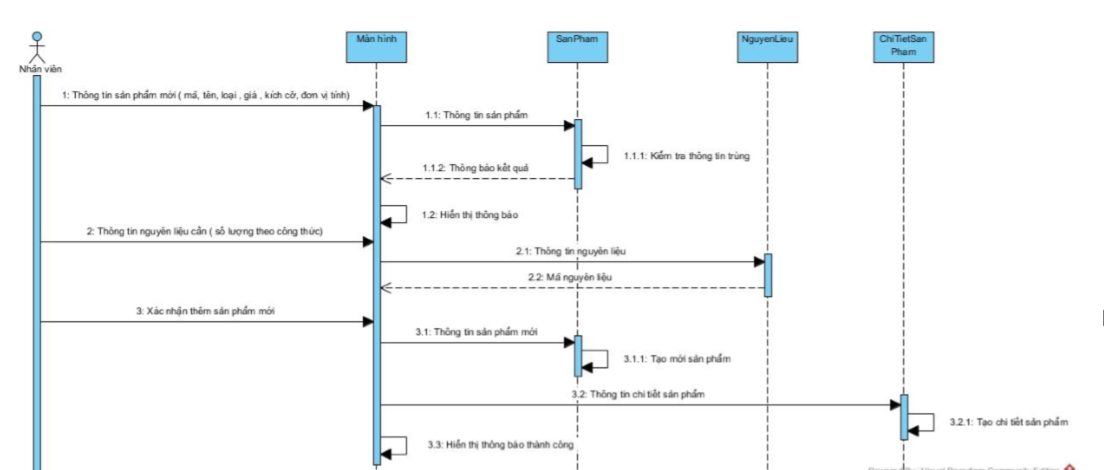 Màn hình
SanPham
NguyenLieu
ChiTietSan
Pham
Nhân viên
1: Thông tin sản phẩm mới ( mã, tên, loại , giá , kích cỡ, đơn vị tính)
1.1: Thông tin sản phẩm
1.1.1: Kiểm tra thông tin trùng
1.1.2: Thông báo kết quả
1.2: Hiển thị thông báo
2: Thông tin nguyên liệu cần ( số lượng theo công thức)
2.1: Thông tin nguyên liệu
2.2: Mã nguyên liệu
3: Xác nhận thêm sản phẩm mới
3.1: Thông tin sản phẩm mới
3.1.1: Tạo mới sản phẩm
3.2: Thông tin chi tiết sản phẩm
3.2.1: Tạo chi tiết sản phẩm
3.3: Hiển thị thông báo thành công